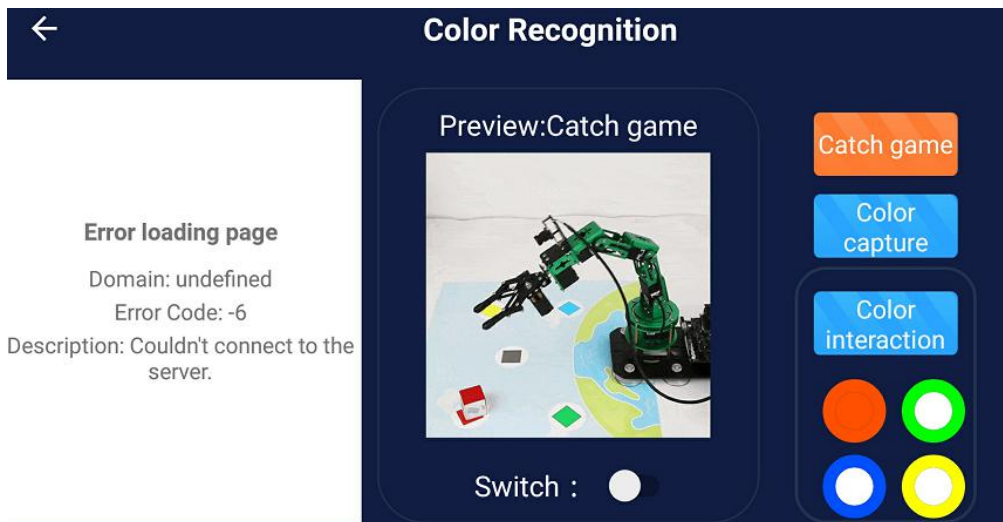 Color Recognition
Error loading page
Domain: undefined
Error Code: -6
Description: Couldn't connect to the
server.
Preview:Catch game
Switch :
Catch game
Color
capture
Color
interaction